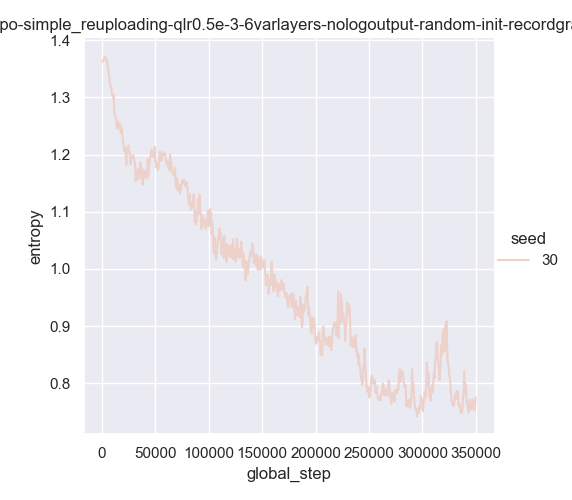 po-simple_reuploading-qlr0.5e-3-6varlayers-nologoutput-random-init-recordgra
1.4
1.3
1.2
1.1
1.0
0.9
0.8
entropy
0 50000 100000 150000 200000 250000 300000 350000
global_step
seed
30